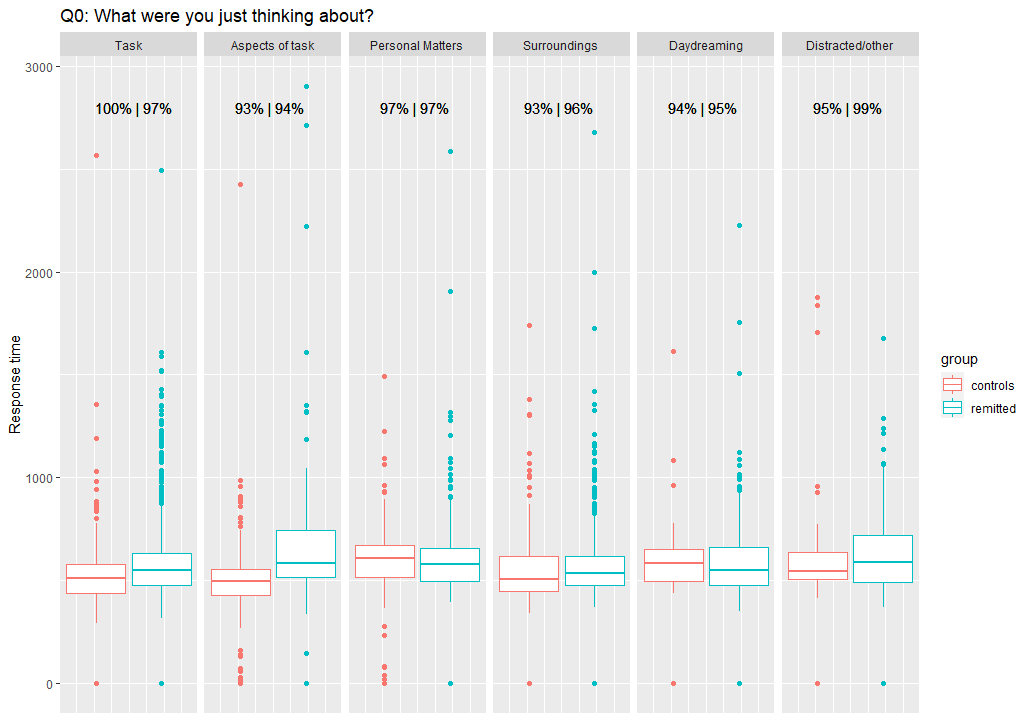 Q0: What were you just thinking about?
Task
Aspects of task
Personal Matters
Surroundings
Daydreaming
Distracted/other
3000
100% | 97%
93% | 94%
97% | 97%
93% | 96%
94% | 95%
95% | 99%
2000
Response time
group
controls
remitted
1000
0